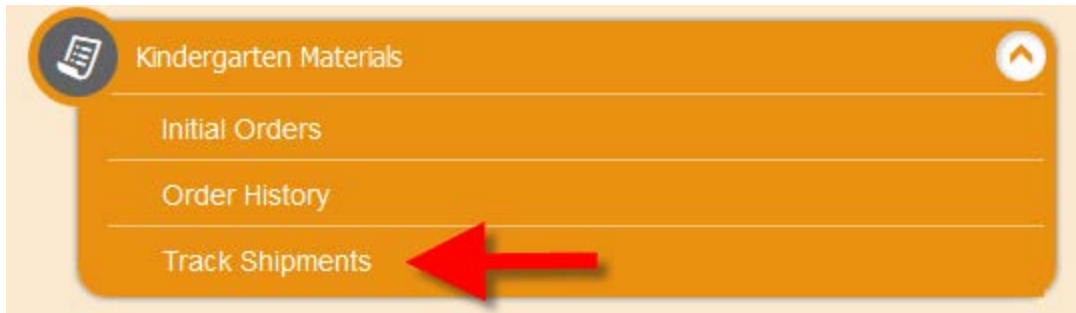 Kindergarten Materials
Initial Orders
Order History
Track Shipments